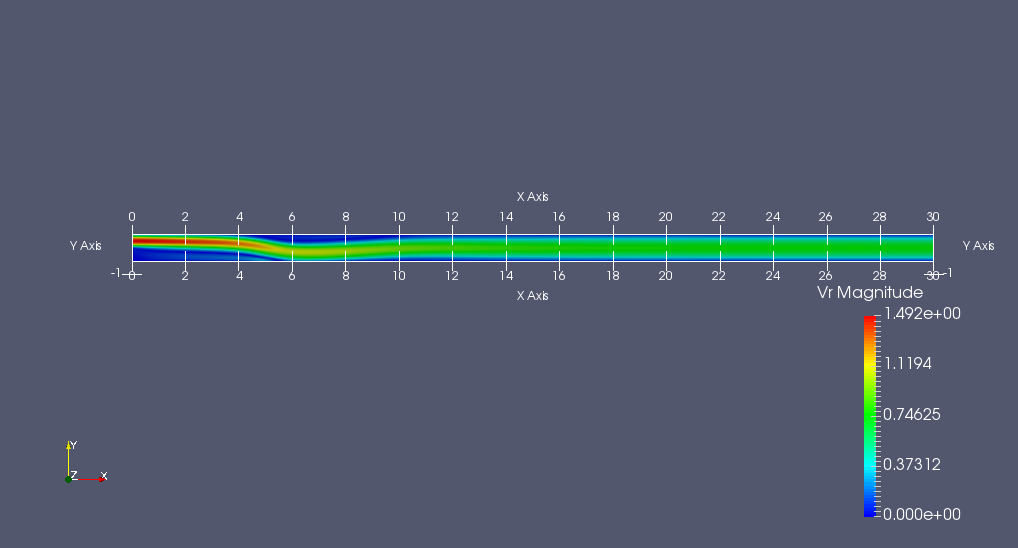 X Axis
0 2 4 6 8 10 12 14 16 18 20 22 24 26 28 30
Y Axis Y Axis
-1 0 2 4 6 8 10 12 14 16 18 20 22 24 26 28 30 -1
X Axis
Vr Magnitude
1.492e+00
1.1194
0.74625
0.37312
0.000e+00
Y
Z X